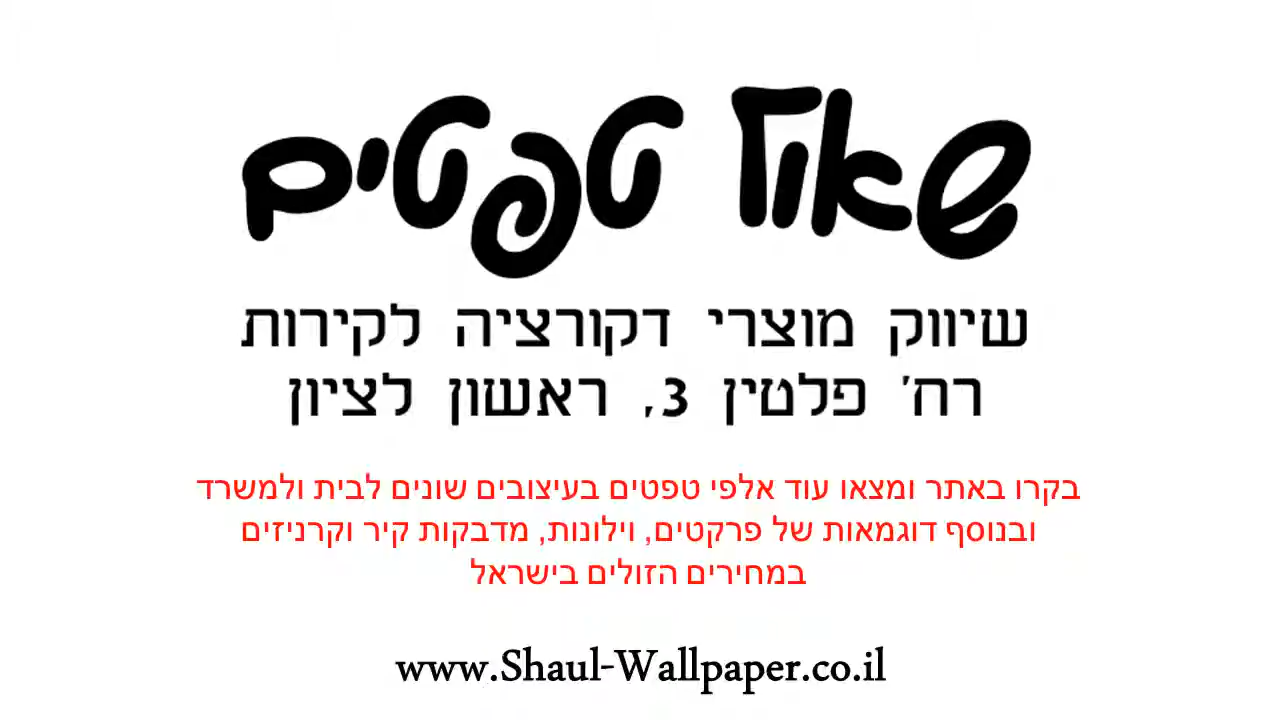 שאול טפטים
שיווק מוצרי דקורציה לקירות
רח' פלטין 3, ראשון לציון
בקרו באתר ומצאו עוד אלפי טפטים בעיצובים שונים לבית ולמשרד
ובנוסף דוגמאות של פרקטים, וילונות, מדבקות קיר וקרניזים
במחירים הזולים בישראל
www.Shaul-Wallpaper.co.il